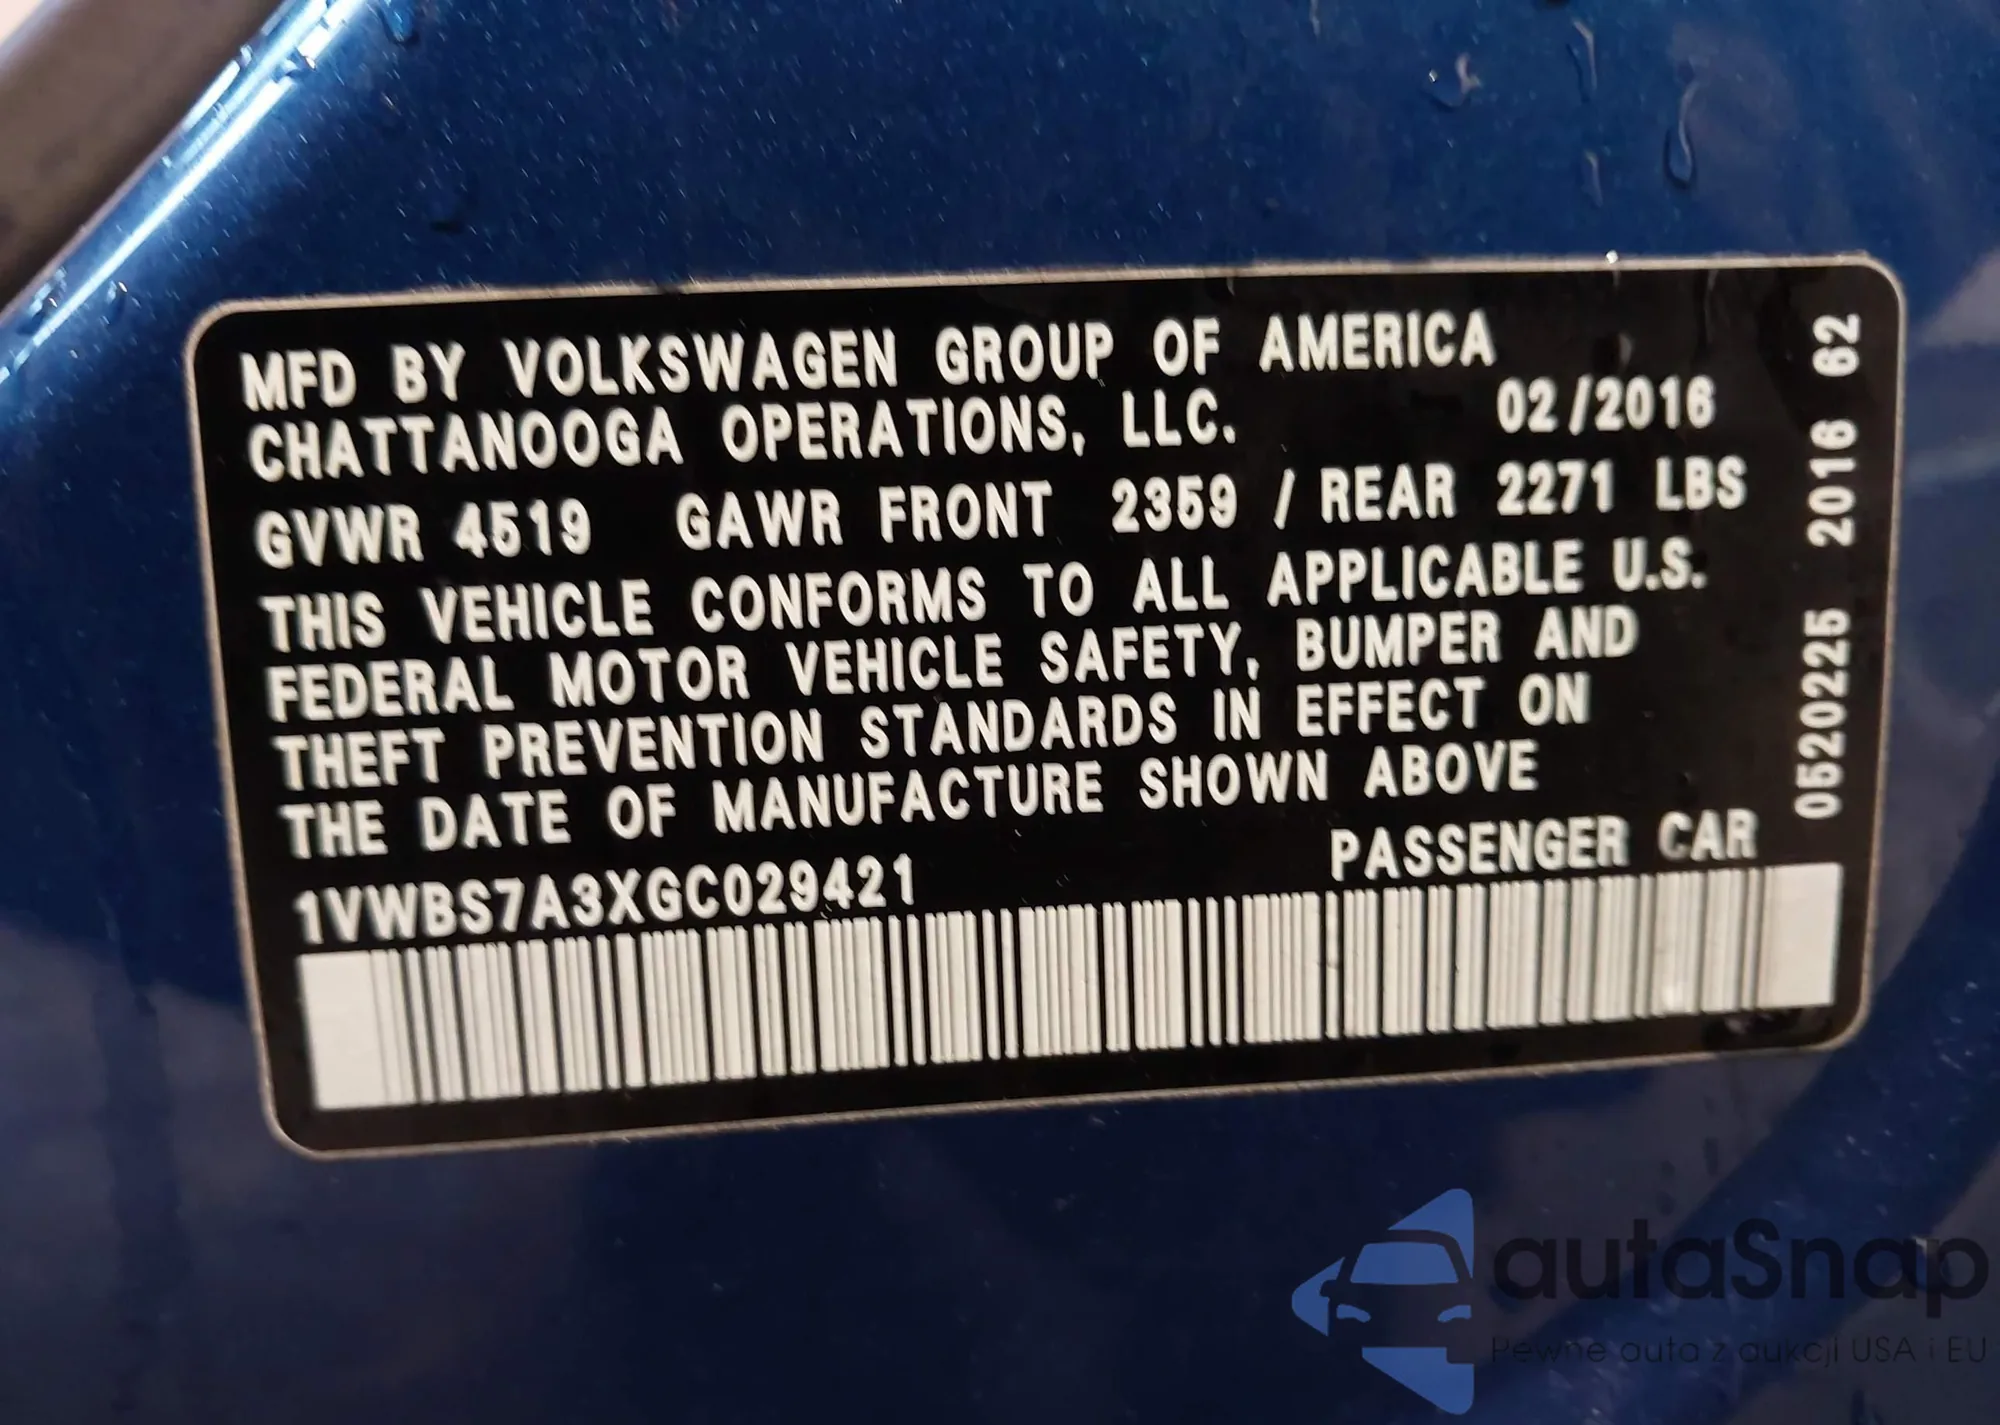 MFD BY VOLKSWAGEN GROUP OF AMERICA
CHATTANOOGA OPERATIONS, LLC. 02/2016
GVWR 4519 GAWR FRONT 2359 / REAR 2271 LBS
THIS VEHICLE CONFORMS TO ALL APPLICABLE U.S.
FEDERAL MOTOR VEHICLE SAFETY, BUMPER AND
THEFT PREVENTION STANDARDS IN EFFECT ON
THE DATE OF MANUFACTURE SHOWN ABOVE
1VWBS7A3XGC029421 PASSENGER CAR
0520225 2016 62
autaSnap
Pewne auta z aukcji USA i EU